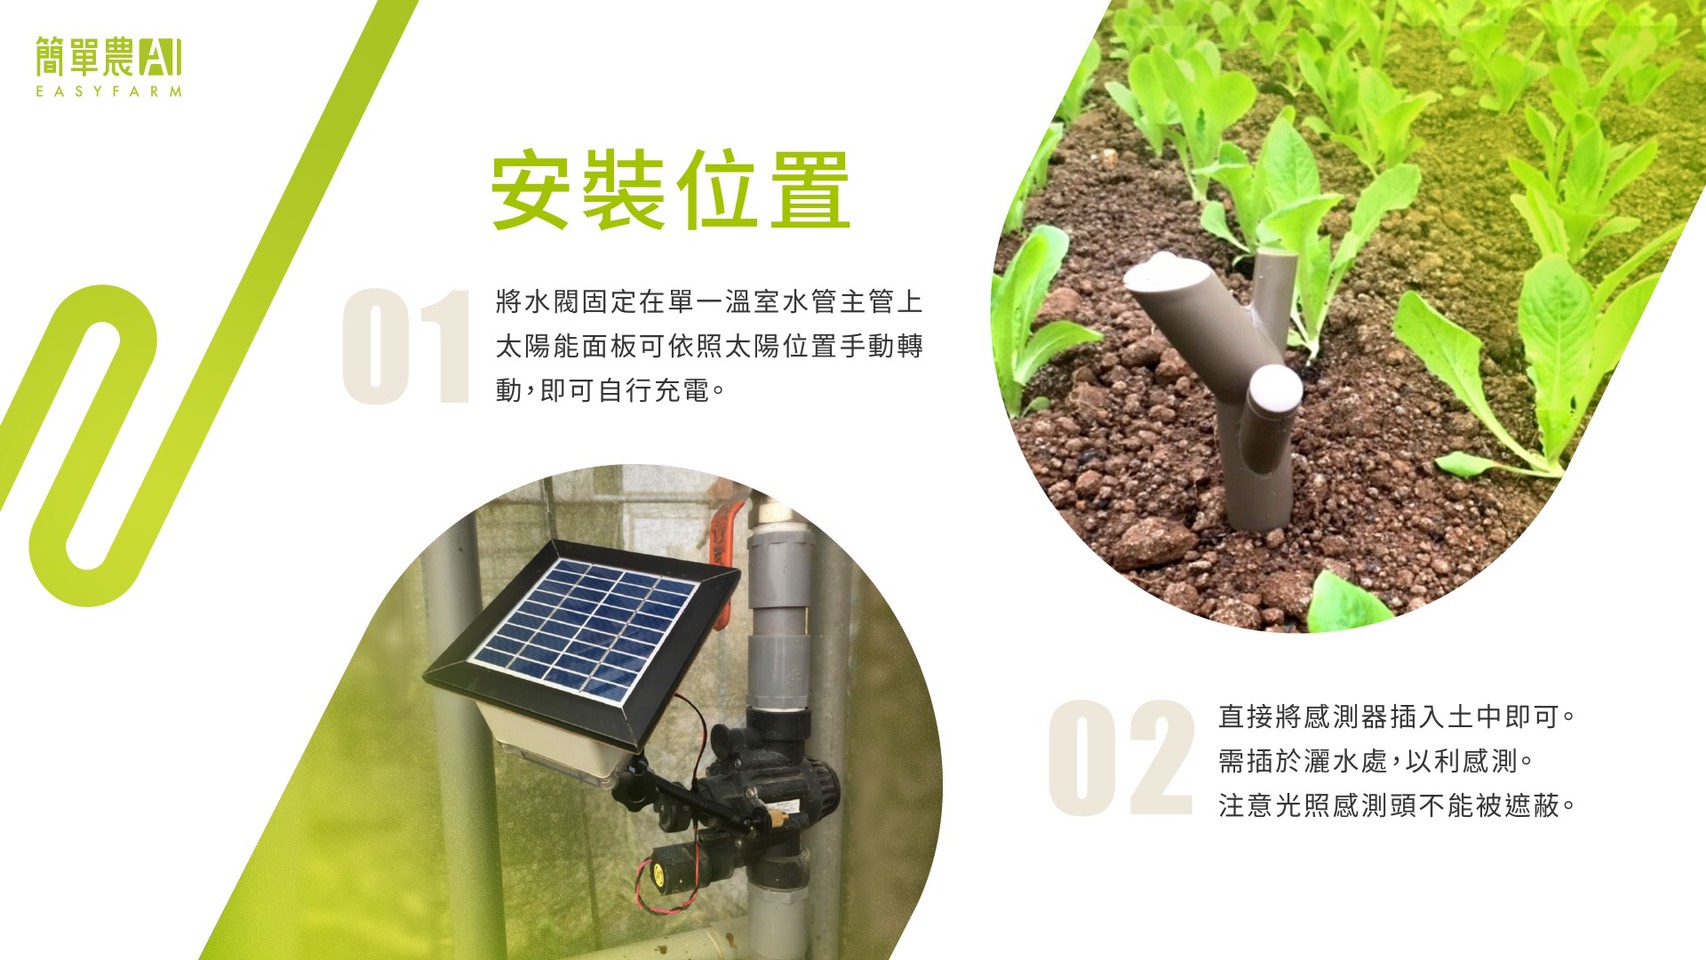 簡單農AI
EASYFARM
安裝位置
01
將水閥固定在單一溫室水管主管上
太陽能面板可依照太陽位置手動轉
動，即可自行充電。
02
直接將感測器插入土中即可。
需插於灑水處，以利感測。
注意光照感測頭不能被遮蔽。